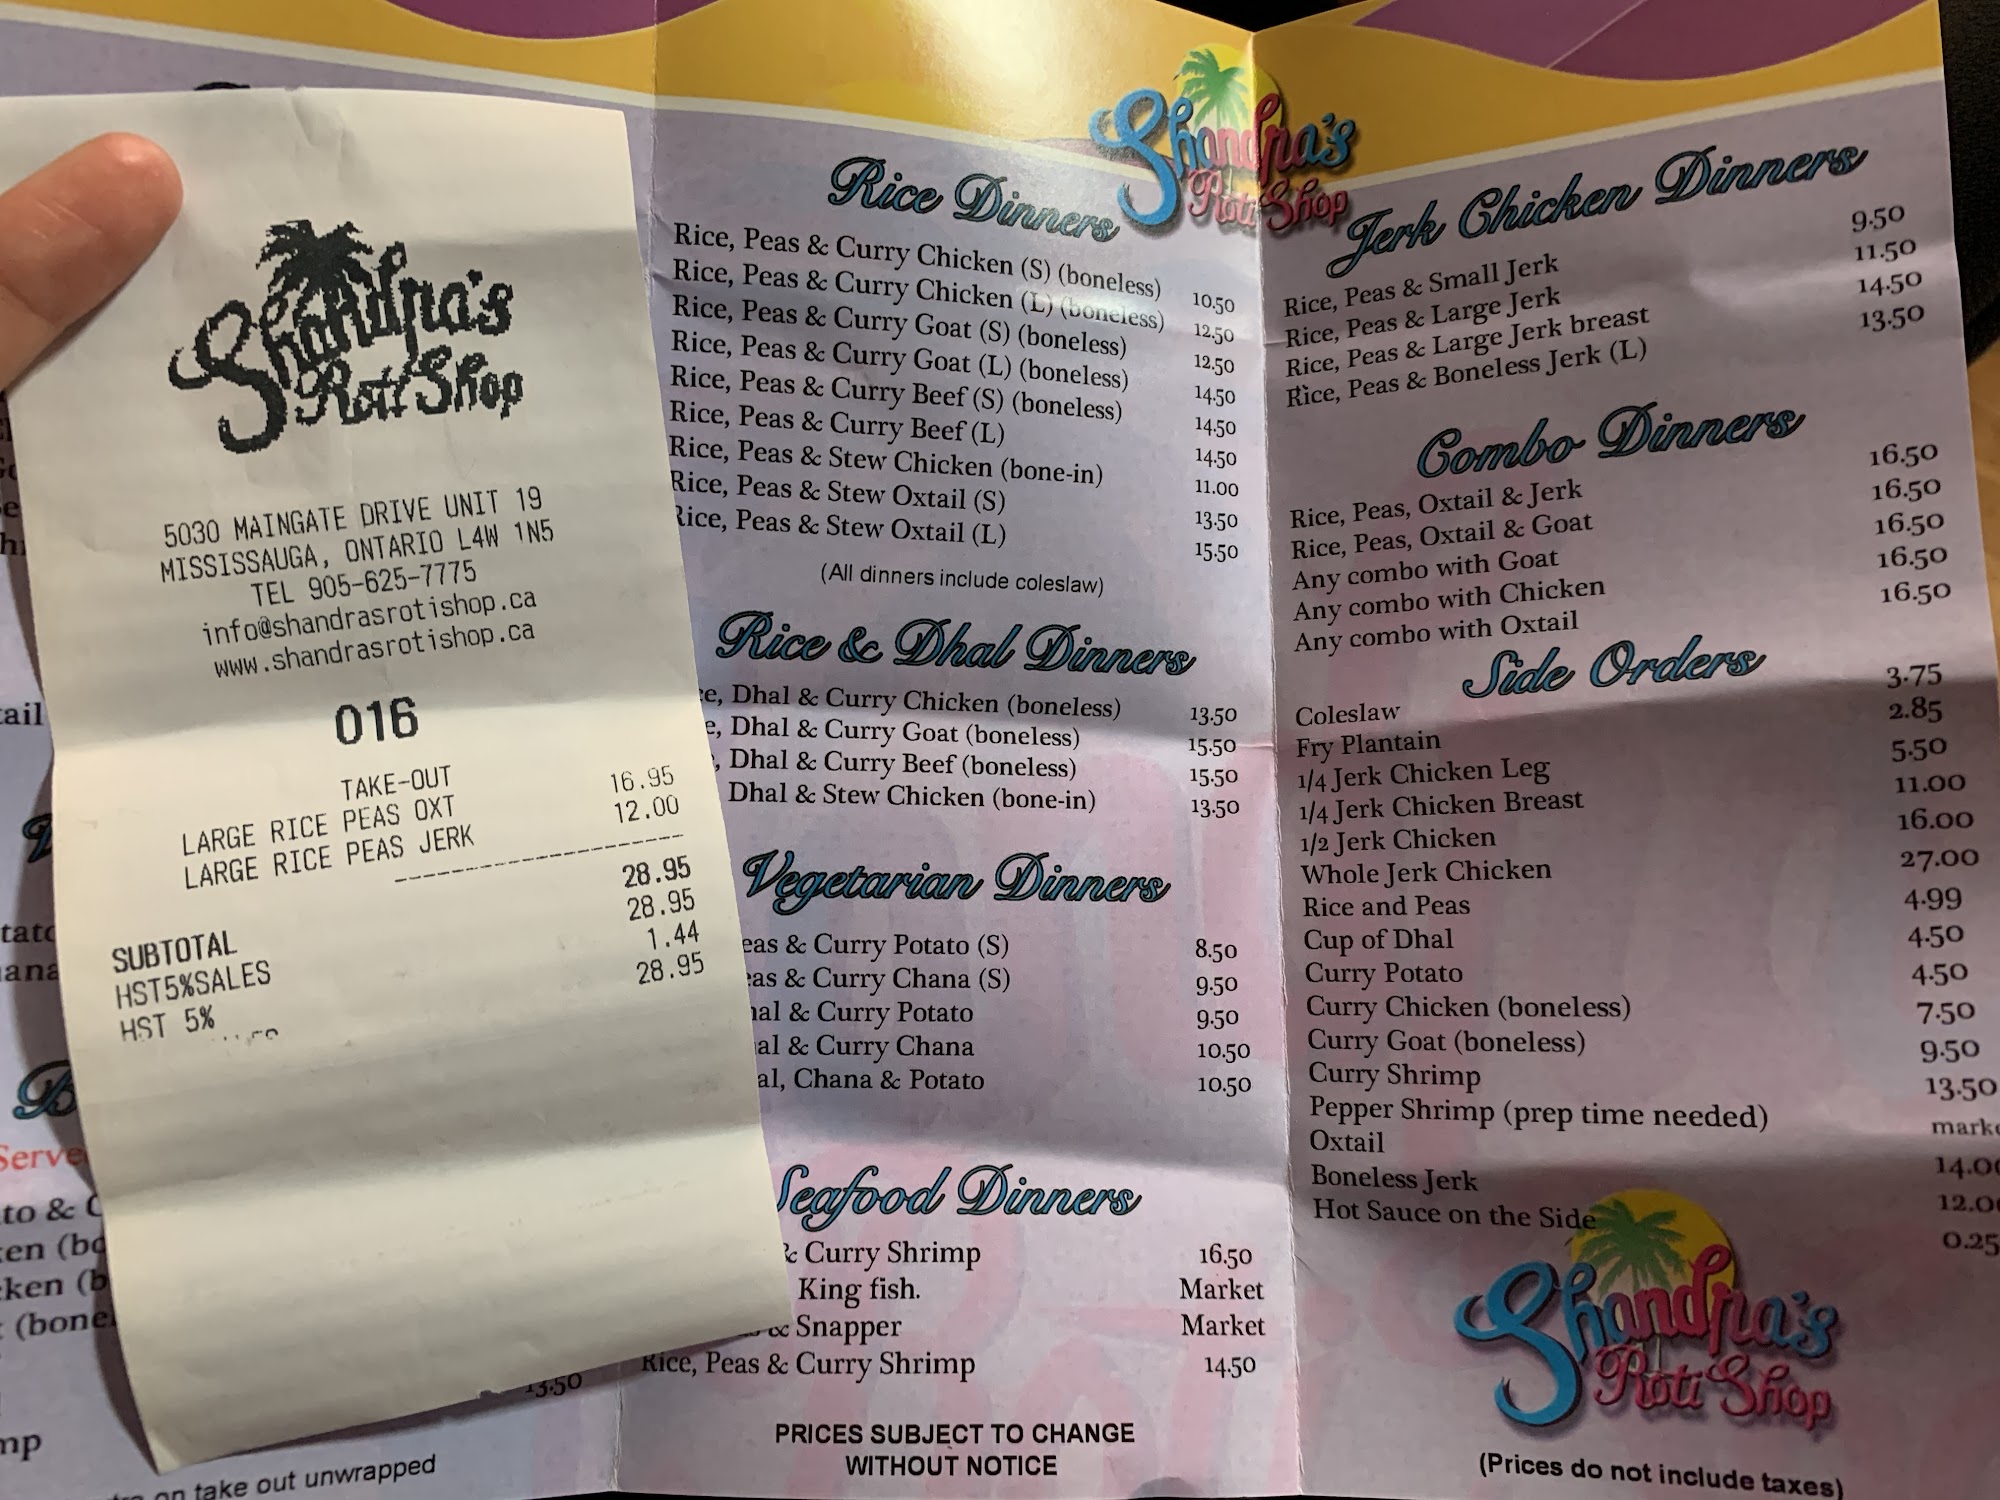 Shandra's
Roti Shop
5030 MAINGATE DRIVE UNIT 19
MISSISSAUGA, ONTARIO L4W 1N5
TEL 905-625-7775
info@shandrasrotishop.ca
www.shandrasrotishop.ca
016
TAKE-OUT
LARGE RICE PEAS OXT 16.95
LARGE RICE PEAS JERK 12.00
28.95
SUBTOTAL 28.95
HST5%SALES 1.44
HST 5% 28.95
ail
tato
ana
Serve
to & C
en (bo
ken (b
(bone
mp
13.50
on take out unwrapped
Shandra's
Roti Shop
Rice Dinners
Rice, Peas & Curry Chicken (S) (boneless) 10.50
Rice, Peas & Curry Chicken (L) (boneless) 12.50
Rice, Peas & Curry Goat (S) (boneless) 12.50
Rice, Peas & Curry Goat (L) (boneless) 14.50
Rice, Peas & Curry Beef (S) (boneless) 14.50
Rice, Peas & Curry Beef (L) 14.50
Rice, Peas & Stew Chicken (bone-in) 11.00
Rice, Peas & Stew Oxtail (S) 13.50
Rice, Peas & Stew Oxtail (L) 15.50
(All dinners include coleslaw)
Rice & Dhal Dinners
e, Dhal & Curry Chicken (boneless) 13.50
e, Dhal & Curry Goat (boneless) 15.50
, Dhal & Curry Beef (boneless) 15.50
Dhal & Stew Chicken (bone-in) 13.50
Vegetarian Dinners
eas & Curry Potato (S) 8.50
eas & Curry Chana (S) 9.50
hal & Curry Potato 9.50
al & Curry Chana 10.50
al, Chana & Potato 10.50
Seafood Dinners
& Curry Shrimp 16.50
King fish. Market
& Snapper Market
Rice, Peas & Curry Shrimp 14.50
PRICES SUBJECT TO CHANGE
WITHOUT NOTICE
Jerk Chicken Dinners
Rice, Peas & Small Jerk 9.50
Rice, Peas & Large Jerk 11.50
Rice, Peas & Large Jerk breast 14.50
Rice, Peas & Boneless Jerk (L) 13.50
Combo Dinners
Rice, Peas, Oxtail & Jerk 16.50
Rice, Peas, Oxtail & Goat 16.50
Any combo with Goat 16.50
Any combo with Chicken 16.50
Any combo with Oxtail 16.50
Side Orders
Coleslaw 3.75
Fry Plantain 2.85
1/4 Jerk Chicken Leg 5.50
1/4 Jerk Chicken Breast 11.00
1/2 Jerk Chicken 16.00
Whole Jerk Chicken 27.00
Rice and Peas 4.99
Cup of Dhal 4.50
Curry Potato 4.50
Curry Chicken (boneless) 7.50
Curry Goat (boneless) 9.50
Curry Shrimp 13.50
Pepper Shrimp (prep time needed) marke
Oxtail 14.00
Boneless Jerk 12.00
Hot Sauce on the Side 0.25
Shandra's
Roti Shop
(Prices do not include taxes)